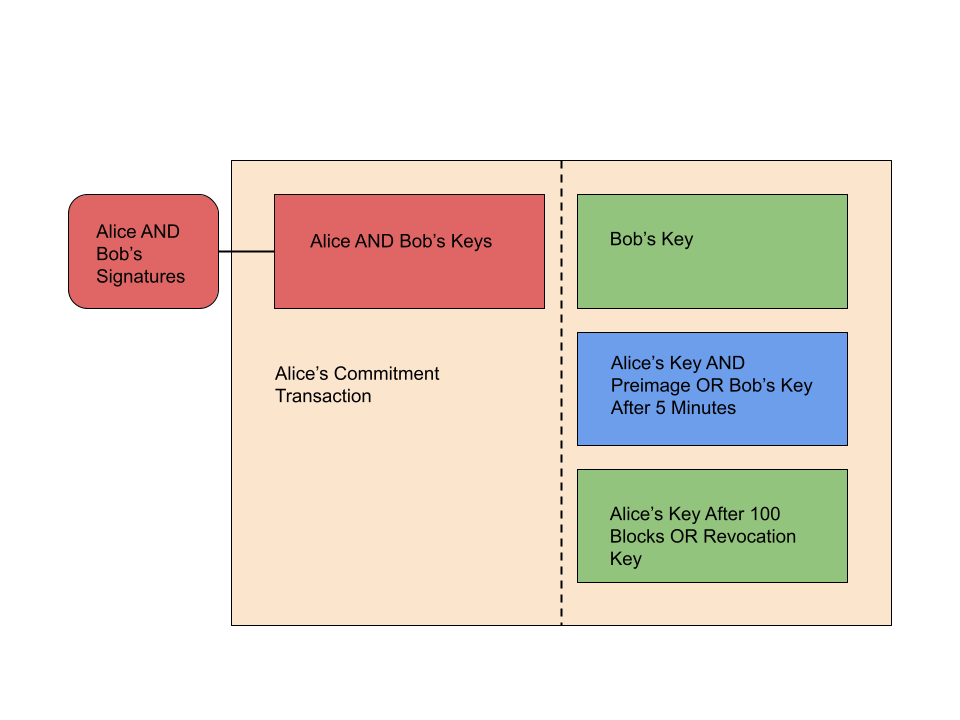 Alice AND
Bob’s
Signatures
Alice AND Bob’s Keys
Bob’s Key
Alice’s Commitment
Transaction
Alice’s Key AND
Preimage OR Bob’s Key
After 5 Minutes
Alice’s Key After 100
Blocks OR Revocation
Key